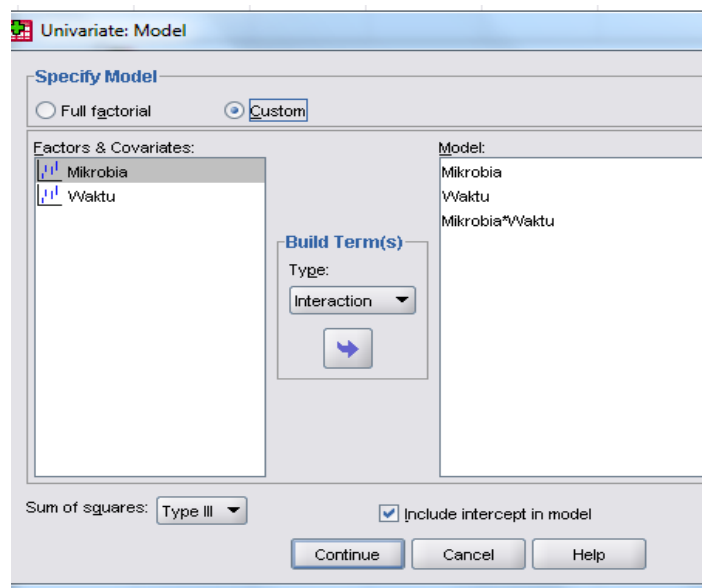 Univariate: Model
Specify Model
Full factorial
Custom
Factors & Covariates:
Mikrobia
Waktu
Build Term(s)
Type:
Interaction
Model:
Mikrobia
Waktu
Mikrobia*Waktu
Sum of squares: Type III
Include intercept in model
Continue
Cancel
Help